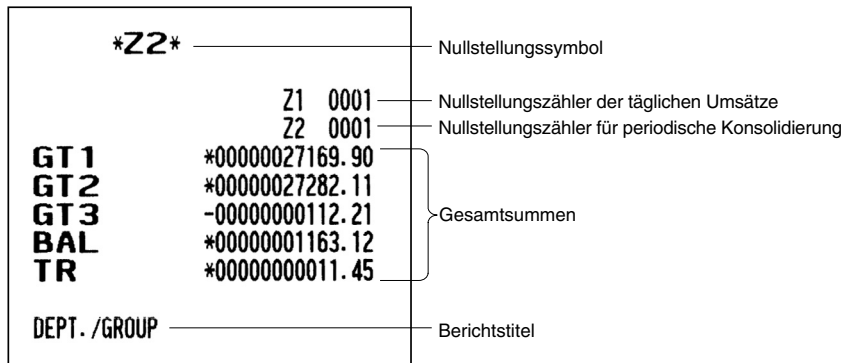 *Z2* Nullstellungssymbol
Z1 0001 Nullstellungszähler der täglichen Umsätze
Z2 0001 Nullstellungszähler für periodische Konsolidierung
GT1 *00000027169.90
GT2 *00000027282.11
GT3 -00000000112.21
Gesamtsummen
BAL *00000001163.12
TR *00000000011.45
DEPT./GROUP Berichtstitel